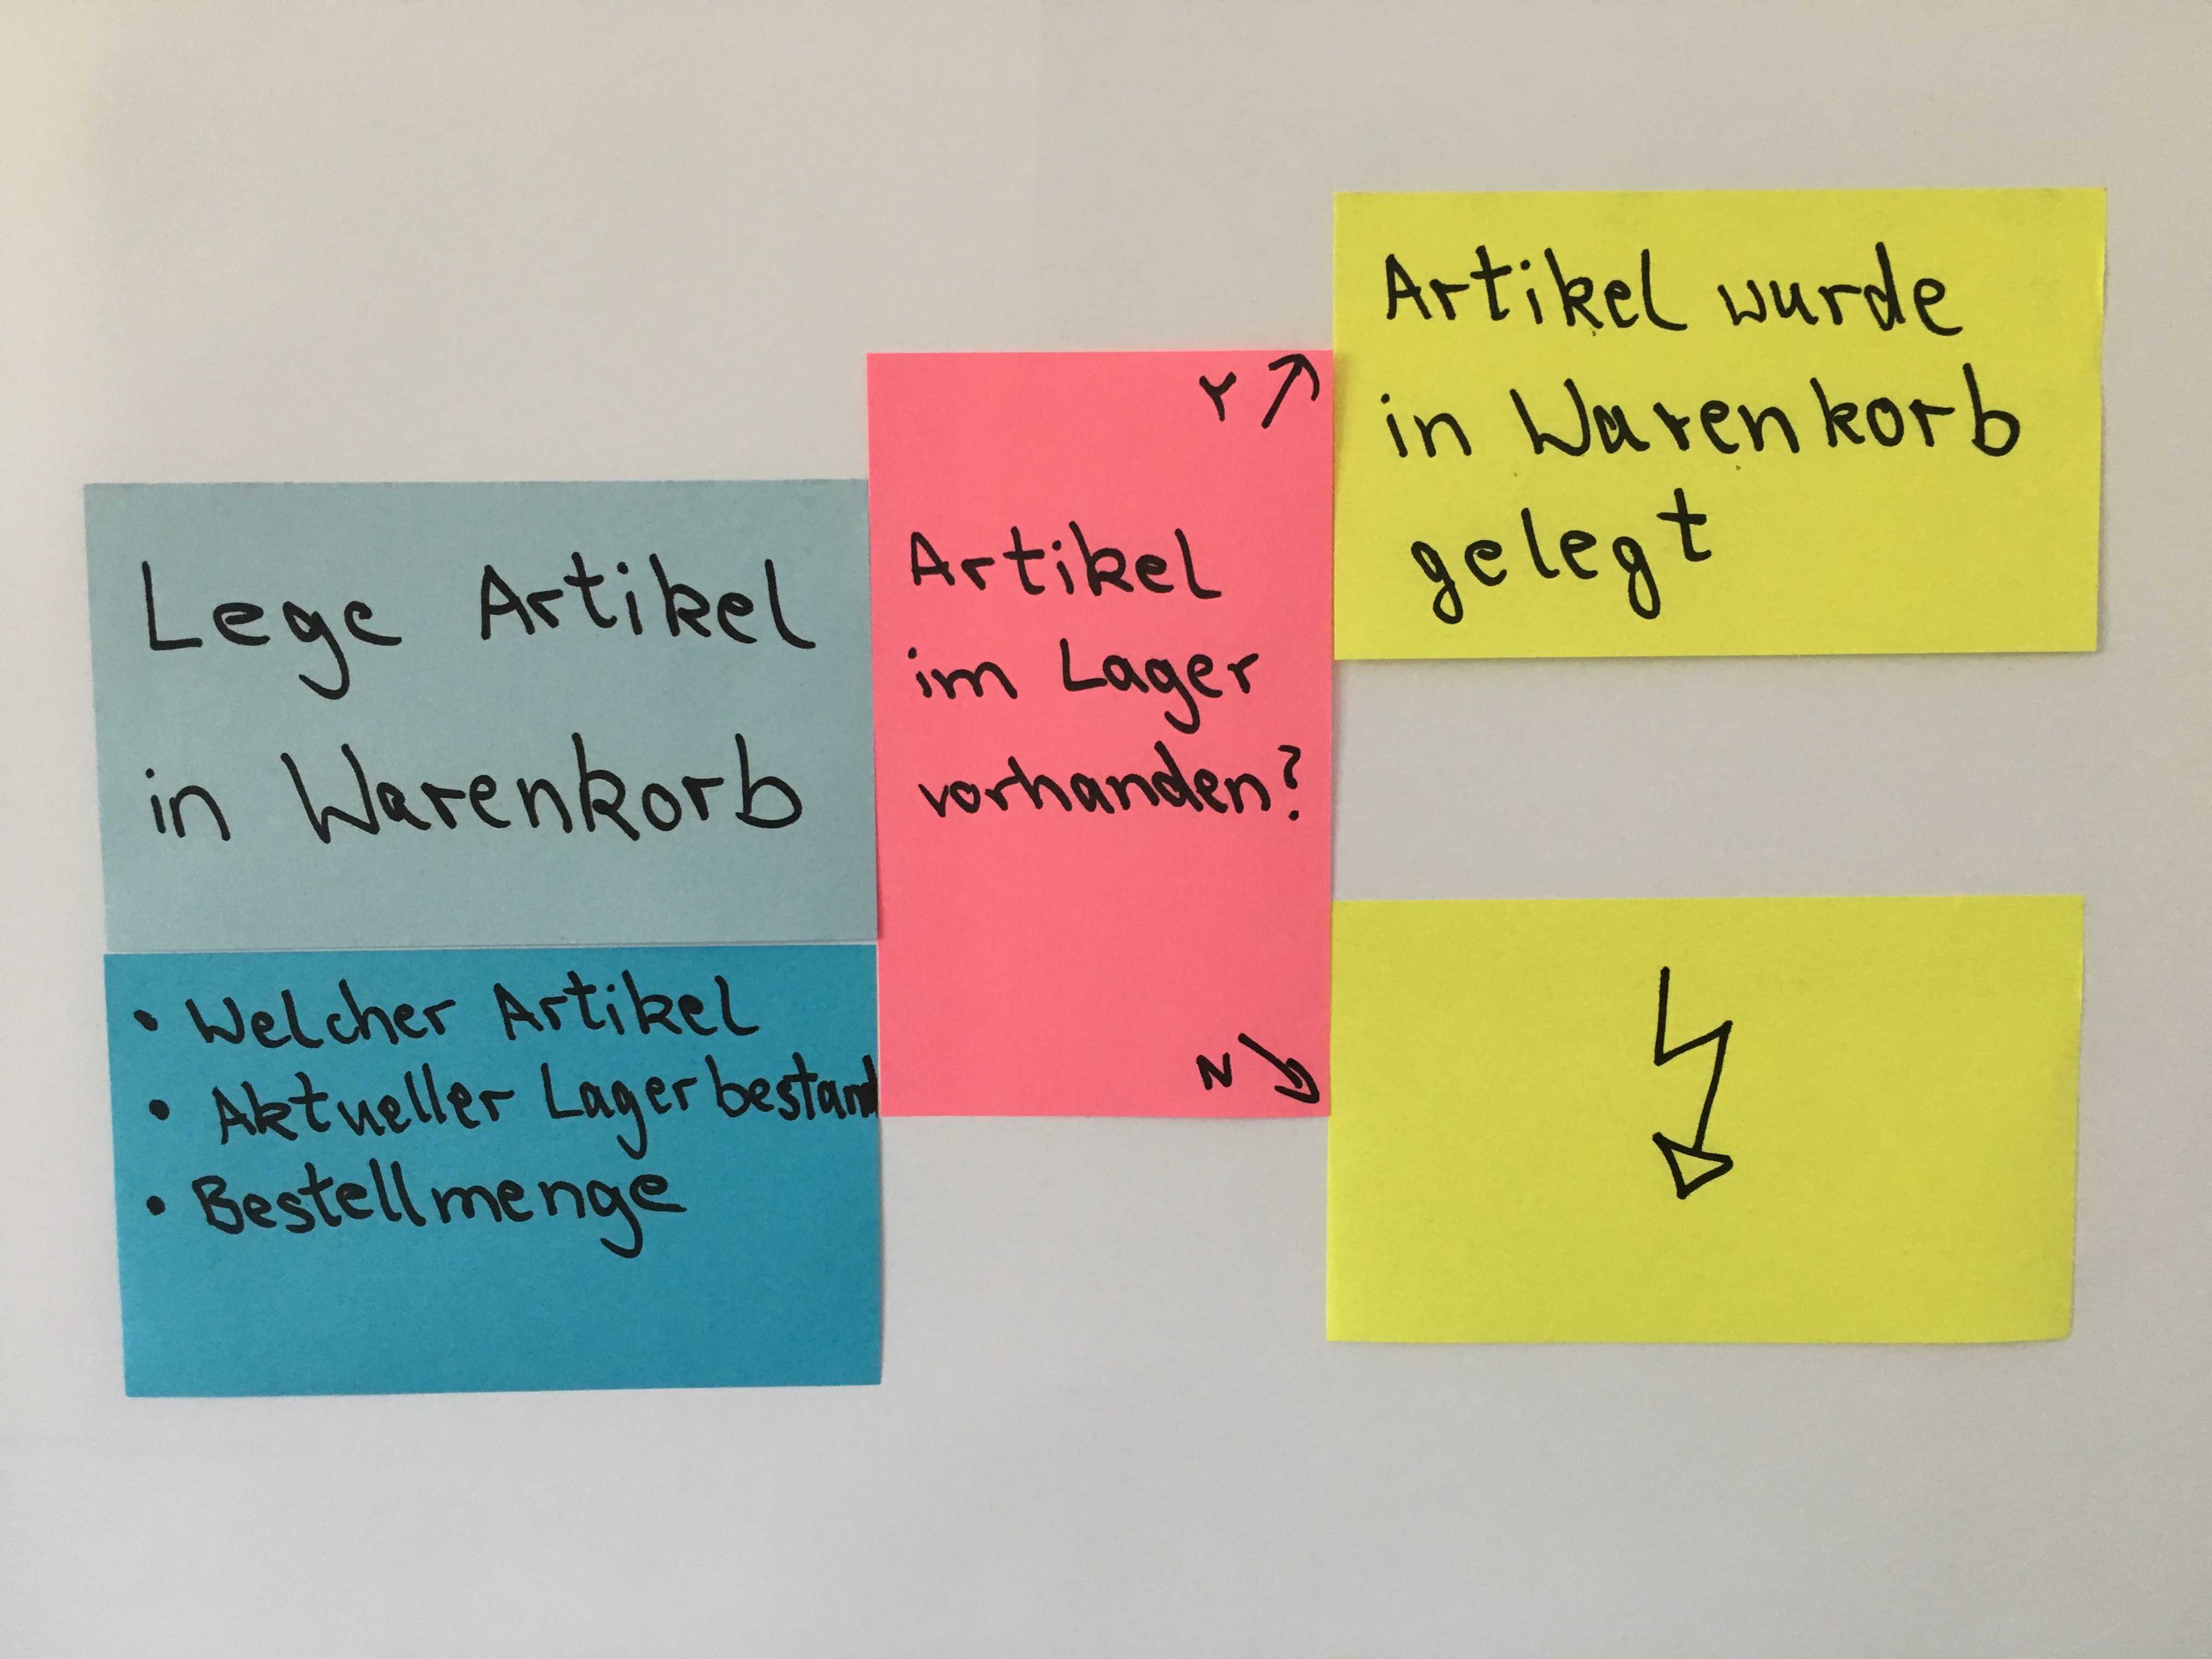 Lege Artikel
in Warenkorb
• Welcher Artikel
• Aktueller Lagerbestand
• Bestellmenge
Y ↗
Artikel
im Lager
vorhanden?
N ↘
Artikel wurde
in Warenkorb
gelegt